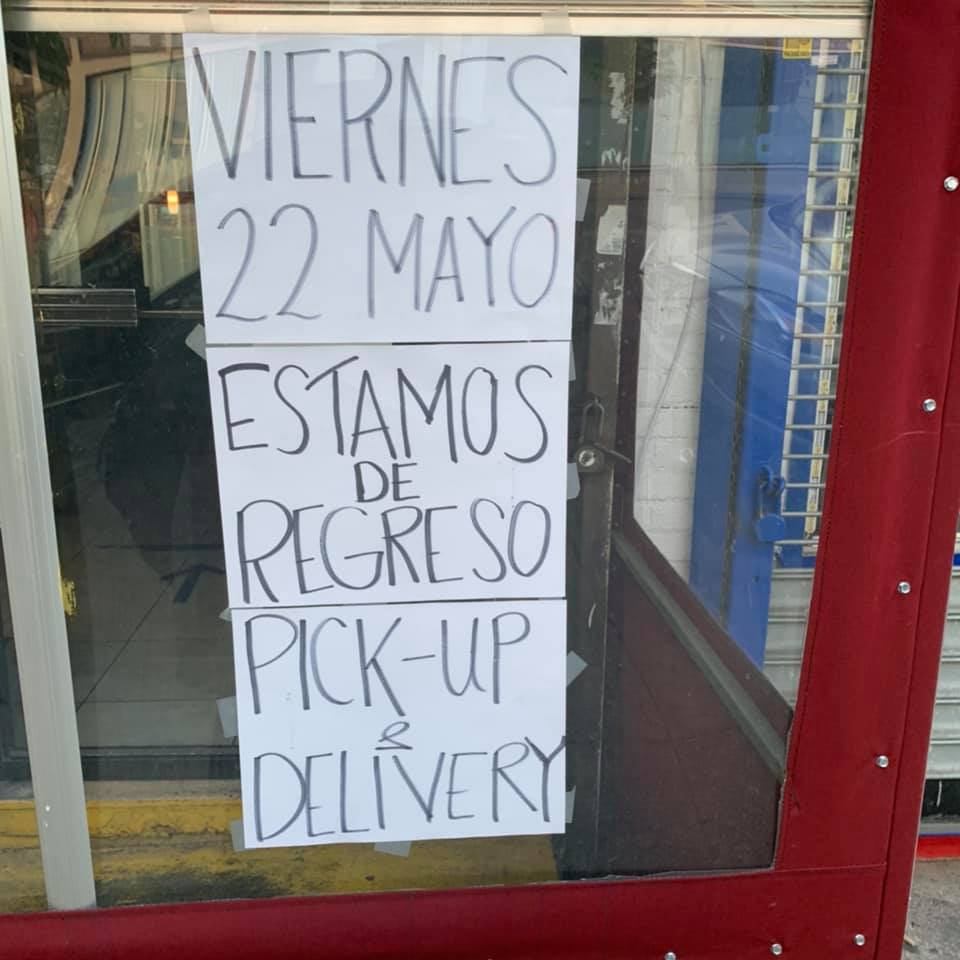 VIERNES
22 MAYO
ESTAMOS
DE
REGRESO
PICK-UP
&
DELIVERY